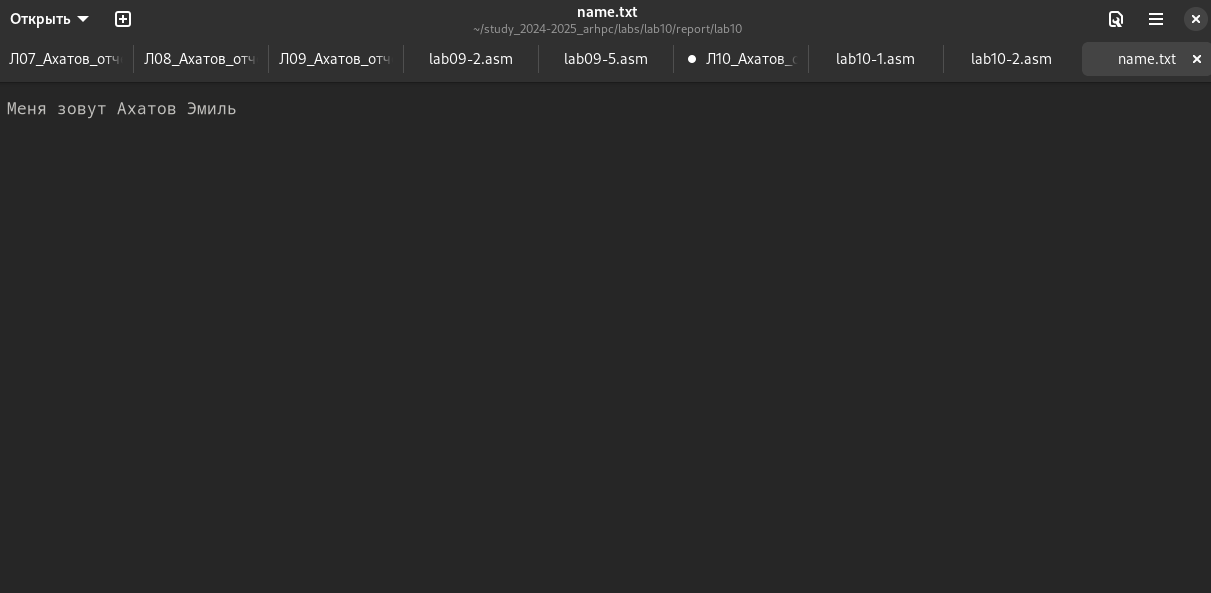 Открыть
name.txt
~/study_2024-2025_arhpc/labs/lab10/report/lab10
Л07_Ахатов_отч
Л08_Ахатов_отч
Л09_Ахатов_отч
lab09-2.asm
lab09-5.asm
Л10_Ахатов_
lab10-1.asm
lab10-2.asm
name.txt
Меня зовут Ахатов Эмиль